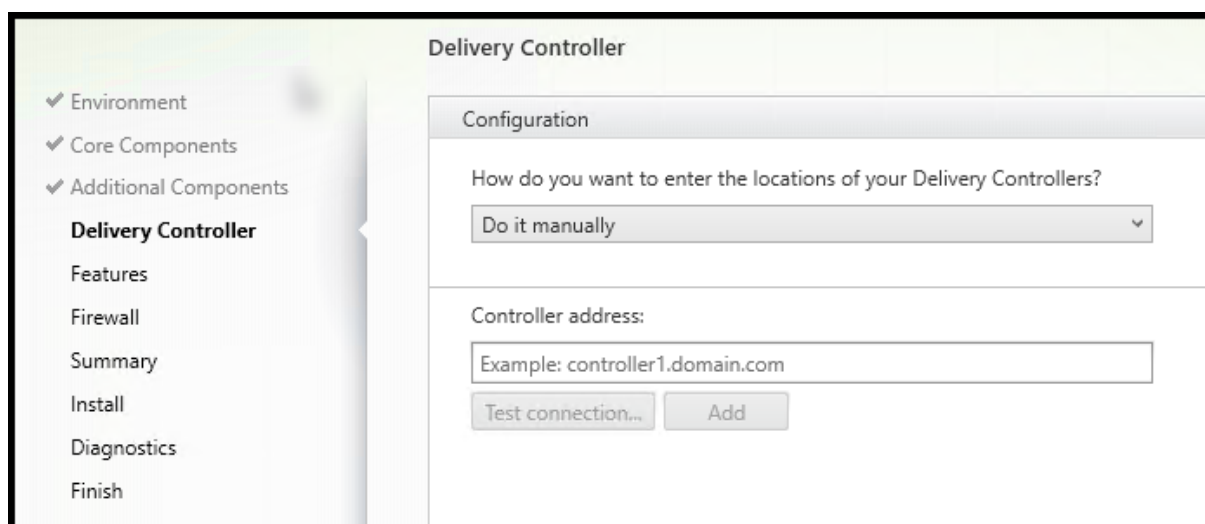 Delivery Controller
Environment
Core Components
Additional Components
Delivery Controller
Features
Firewall
Summary
Install
Diagnostics
Finish
Configuration
How do you want to enter the locations of your Delivery Controllers?
Do it manually
Controller address:
Example: controller1.domain.com
Test connection...
Add